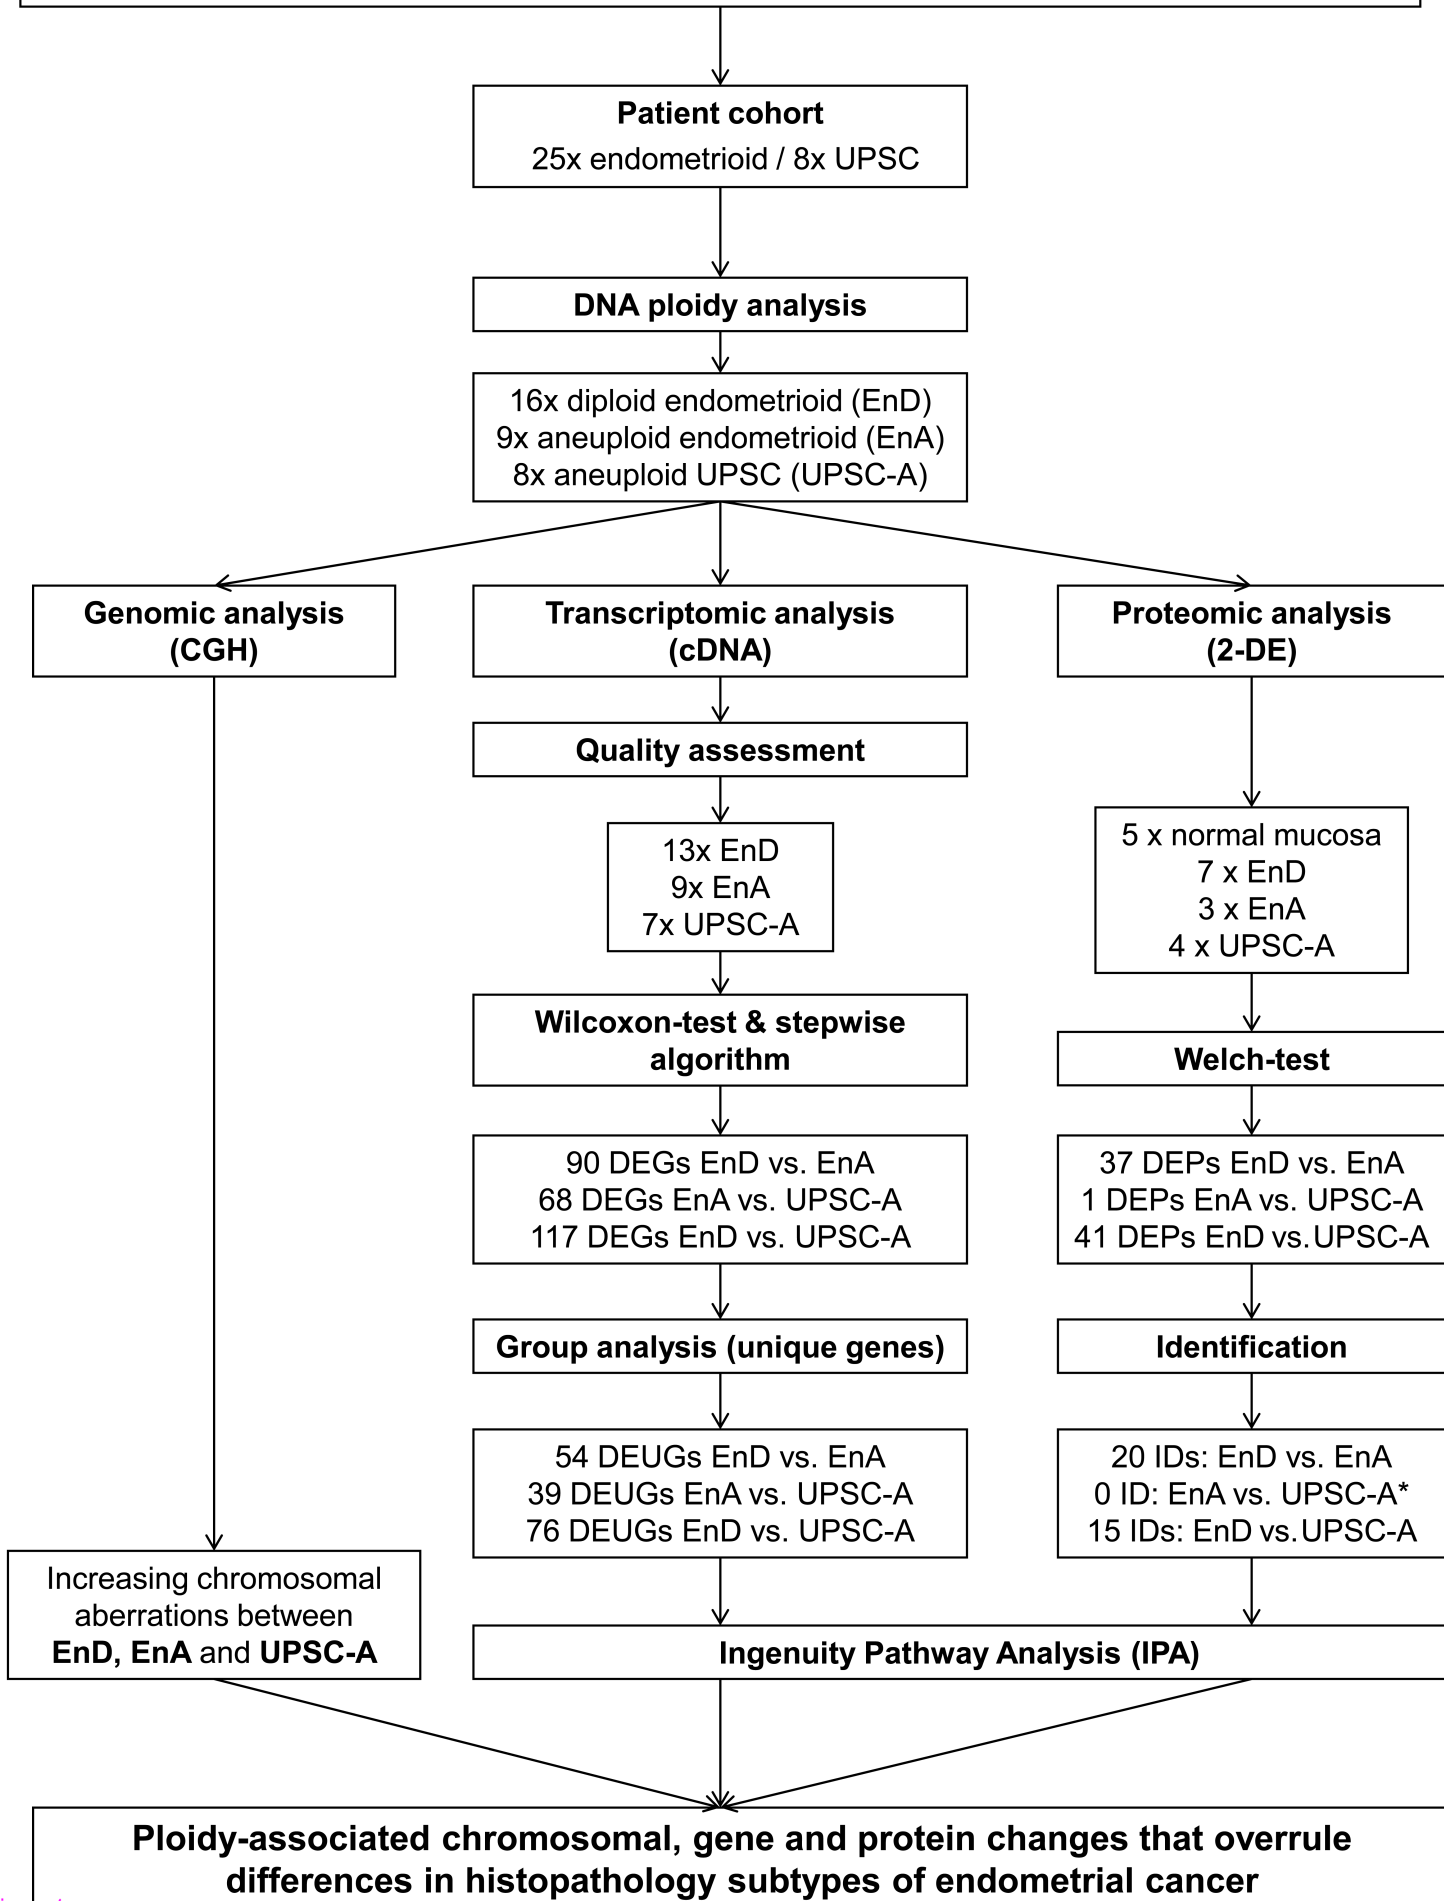 Patient cohort
25x endometrioid / 8x UPSC
DNA ploidy analysis
16x diploid endometrioid (EnD)
9x aneuploid endometrioid (EnA)
8x aneuploid UPSC (UPSC-A)
Genomic analysis
(CGH)
Transcriptomic analysis
(cDNA)
Proteomic analysis
(2-DE)
Quality assessment
13x EnD
9x EnA
7x UPSC-A
5 x normal mucosa
7 x EnD
3 x EnA
4 x UPSC-A
Wilcoxon-test & stepwise
algorithm
Welch-test
90 DEGs EnD vs. EnA
68 DEGs EnA vs. UPSC-A
117 DEGs EnD vs. UPSC-A
37 DEPs EnD vs. EnA
1 DEPs EnA vs. UPSC-A
41 DEPs EnD vs. UPSC-A
Group analysis (unique genes)
Identification
54 DEUGs EnD vs. EnA
39 DEUGs EnA vs. UPSC-A
76 DEUGs EnD vs. UPSC-A
20 IDs: EnD vs. EnA
0 ID: EnA vs. UPSC-A*
15 IDs: EnD vs. UPSC-A
Increasing chromosomal
aberrations between
EnD, EnA and UPSC-A
Ingenuity Pathway Analysis (IPA)
Ploidy-associated chromosomal, gene and protein changes that overrule
differences in histopathology subtypes of endometrial cancer